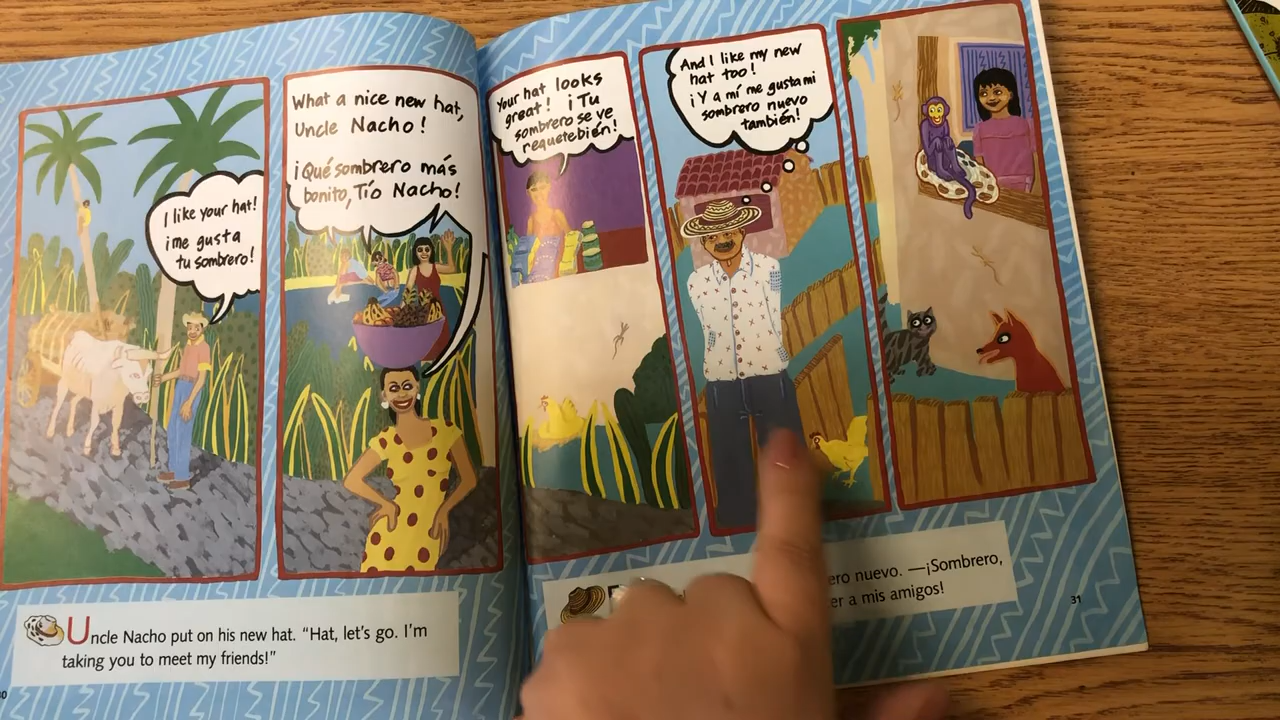 I like your hat!
¡me gusta
tu sombrero!
What a nice new hat,
Uncle Nacho!
¡Qué sombrero más
bonito, Tío Nacho!
Your hat looks
great! ¡Tu
sombrero se ve
requetebién!
And I like my new
hat too!
¡Y a mí me gusta mi
sombrero nuevo
también!
Uncle Nacho put on his new hat. “Hat, let’s go. I’m
taking you to meet my friends!”
nuevo. —¡Sombrero,
a mis amigos!
31